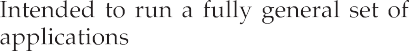 Intended to run a fully general set of
applications